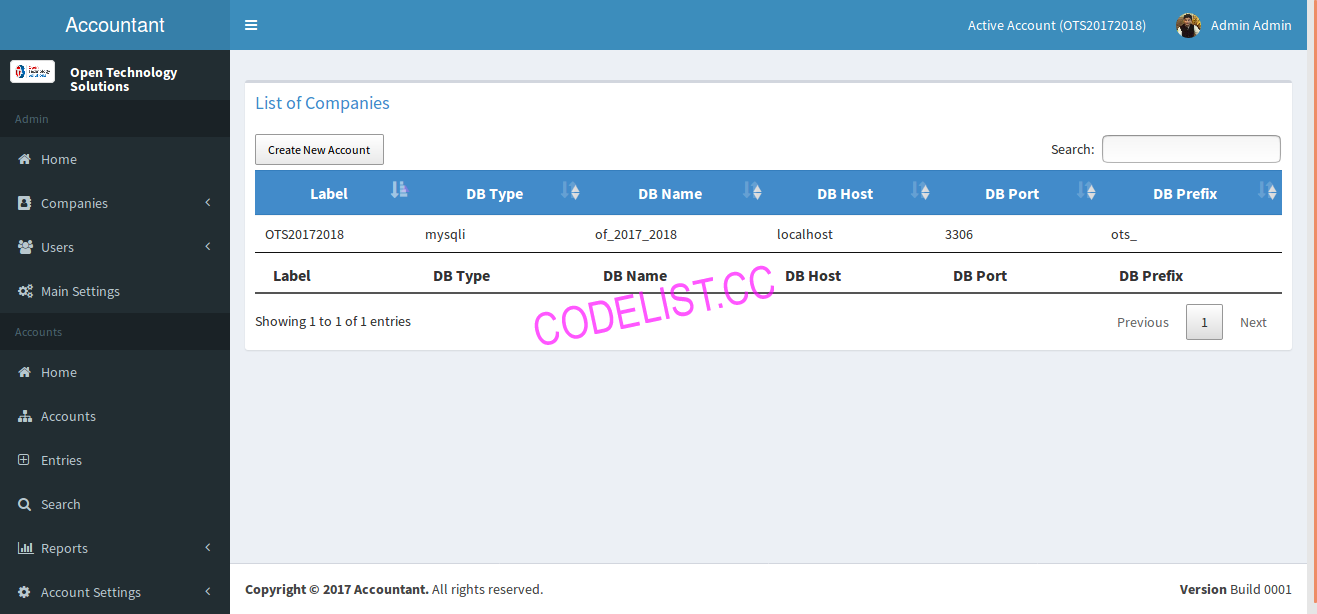 Accountant
Active Account (OTS20172018)
Admin Admin
Open Technology
Solutions
Admin
Home
Companies
Users
Main Settings
Accounts
Home
Accounts
Entries
Search
Reports
Account Settings
List of Companies
Create New Account
Search:
Label DB Type DB Name DB Host DB Port DB Prefix
OTS20172018 mysqli of_2017_2018 localhost 3306 ots_
Label DB Type DB Name DB Host DB Port DB Prefix
CODELIST.CC
Showing 1 to 1 of 1 entries
Previous 1 Next
Copyright © 2017 Accountant. All rights reserved.
Version Build 0001